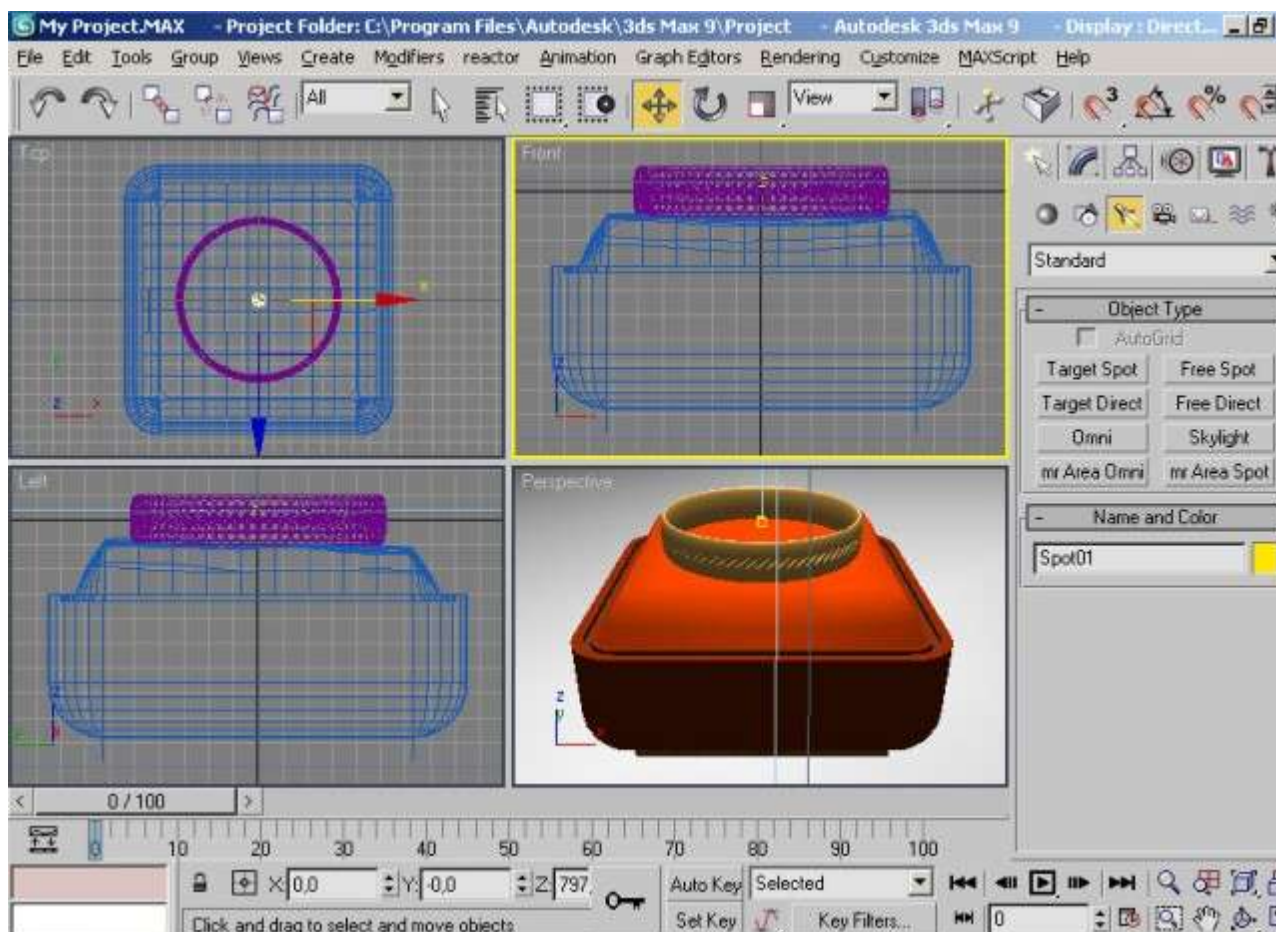 My Project.MAX - Project Folder: C:\Program Files\Autodesk\3ds Max 9\Project - Autodesk 3ds Max 9 - Display : Direct...
File Edit Tools Group Views Create Modifiers reactor Animation Graph Editors Rendering Customize MAXScript Help
All View 3 %
Top Front
Standard
- Object Type
AutoGrid
Target Spot Free Spot
Target Direct Free Direct
Omni Skylight
mr Area Omni mr Area Spot
Left Perspective
- Name and Color
Spot01
z
y
z x
z
z
< 0 / 100 >
0 10 20 30 40 50 60 70 80 90 100
X: 0,0 Y: -0,0 Z: 797, Auto Key Selected
Click and drag to select and move objects Set Key Key Filters... 0